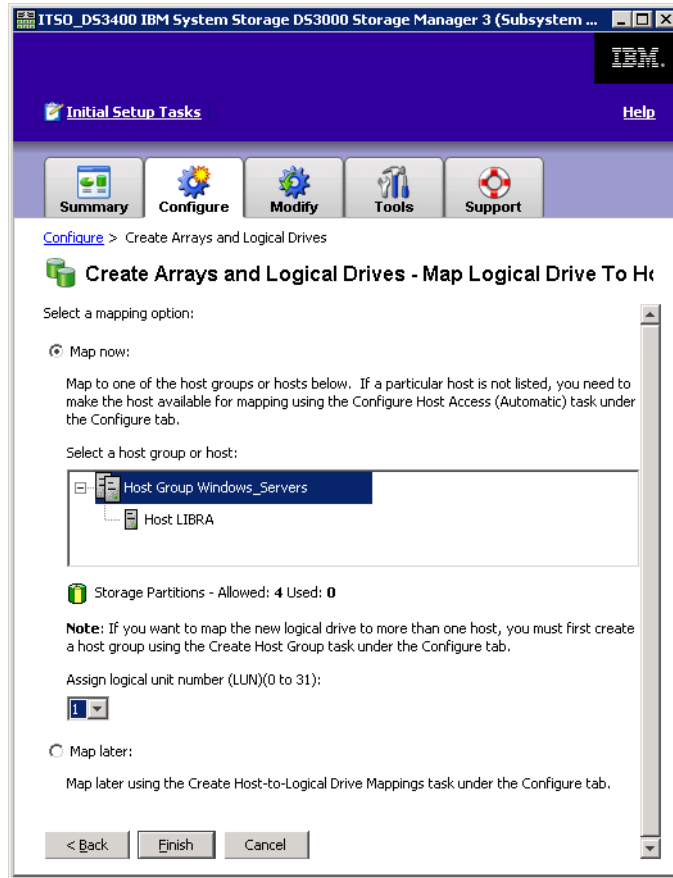 ITSO_DS3400 IBM System Storage DS3000 Storage Manager 3 (Subsystem ...
IBM.
Initial Setup Tasks
Help
Summary
Configure
Modify
Tools
Support
Configure > Create Arrays and Logical Drives
Create Arrays and Logical Drives - Map Logical Drive To
Select a mapping option:
Map now:
Map to one of the host groups or hosts below. If a particular host is not listed, you need to
make the host available for mapping using the Configure Host Access (Automatic) task under
the Configure tab.
Select a host group or host:
Host Group Windows_Servers
Host LIBRA
Storage Partitions - Allowed: 4 Used: 0
Note: If you want to map the new logical drive to more than one host, you must first create
a host group using the Create Host Group task under the Configure tab.
Assign logical unit number (LUN)(0 to 31):
1
Map later:
Map later using the Create Host-to-Logical Drive Mappings task under the Configure tab.
< Back
Finish
Cancel